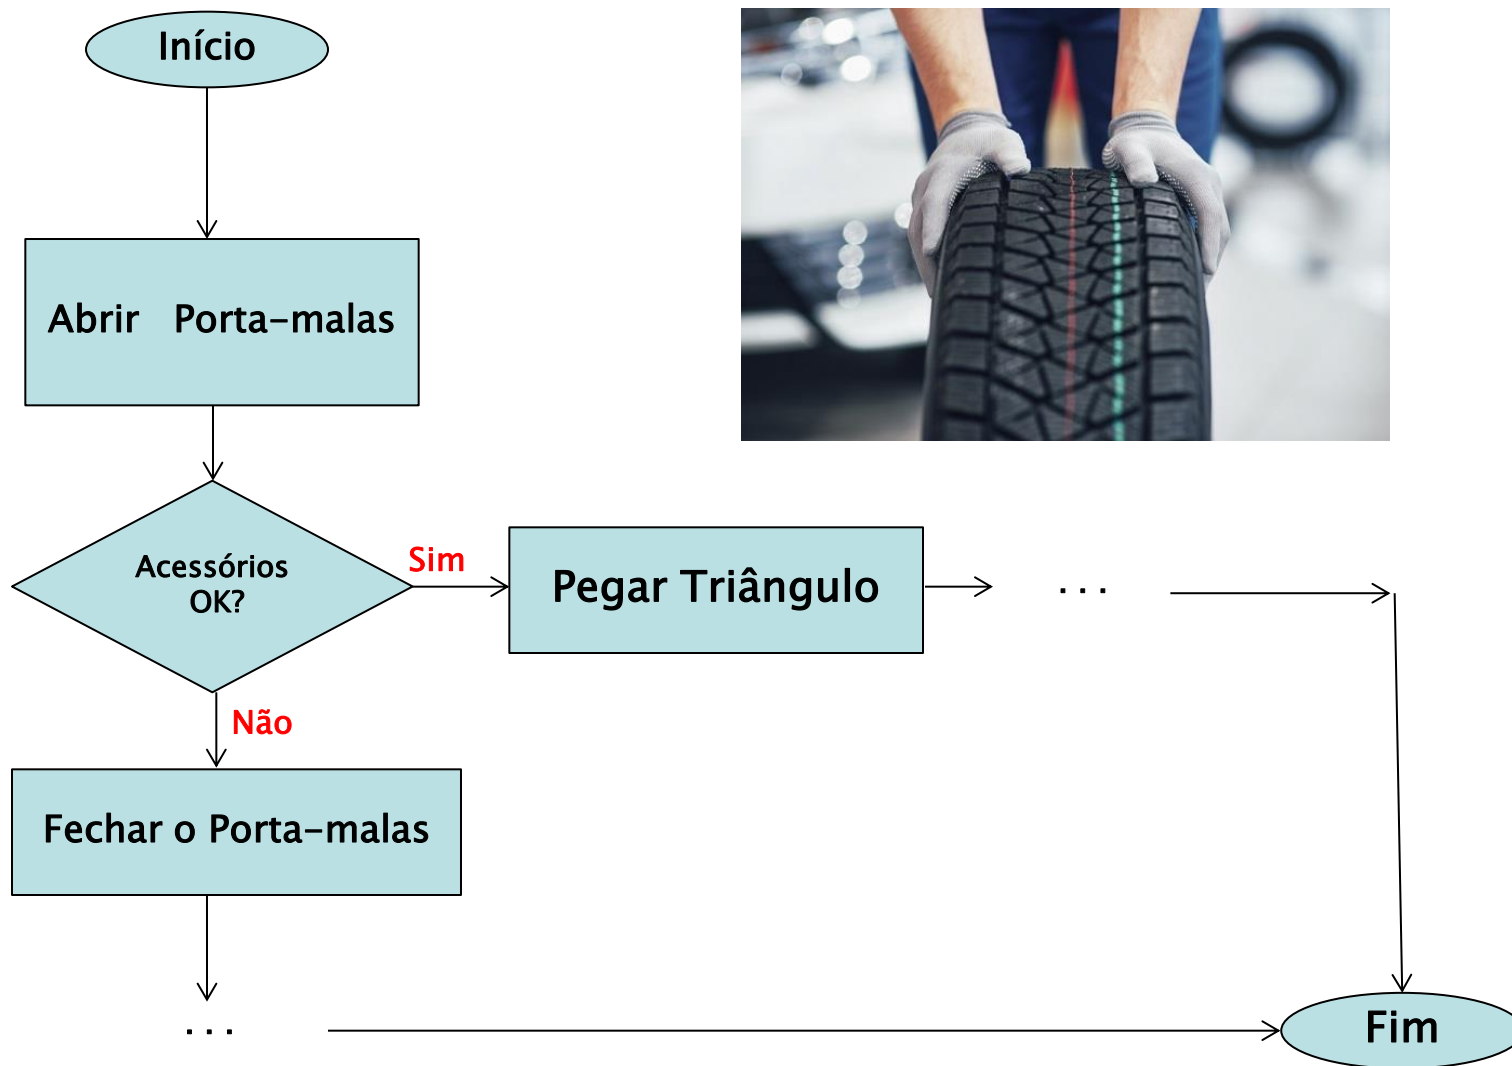 Início
Abrir Porta-malas
Acessórios
OK?
Sim
Pegar Triângulo
...
Não
Fechar o Porta-malas
...
Fim